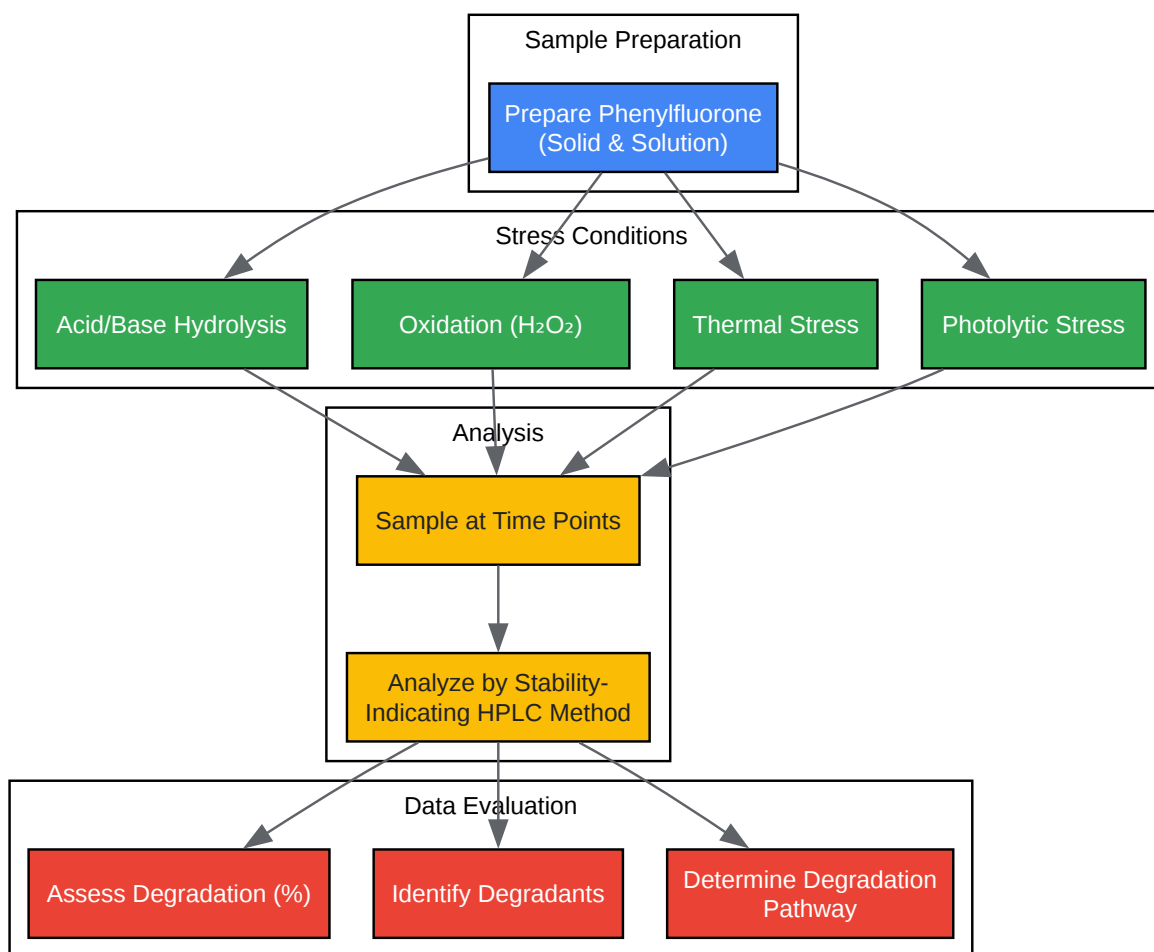 Sample Preparation
Prepare Phenylfluorone
(Solid & Solution)
Stress Conditions
Acid/Base Hydrolysis
Oxidation (H₂O₂)
Thermal Stress
Photolytic Stress
Analysis
Sample at Time Points
Analyze by Stability-
Indicating HPLC Method
Data Evaluation
Assess Degradation (%)
Identify Degradants
Determine Degradation
Pathway